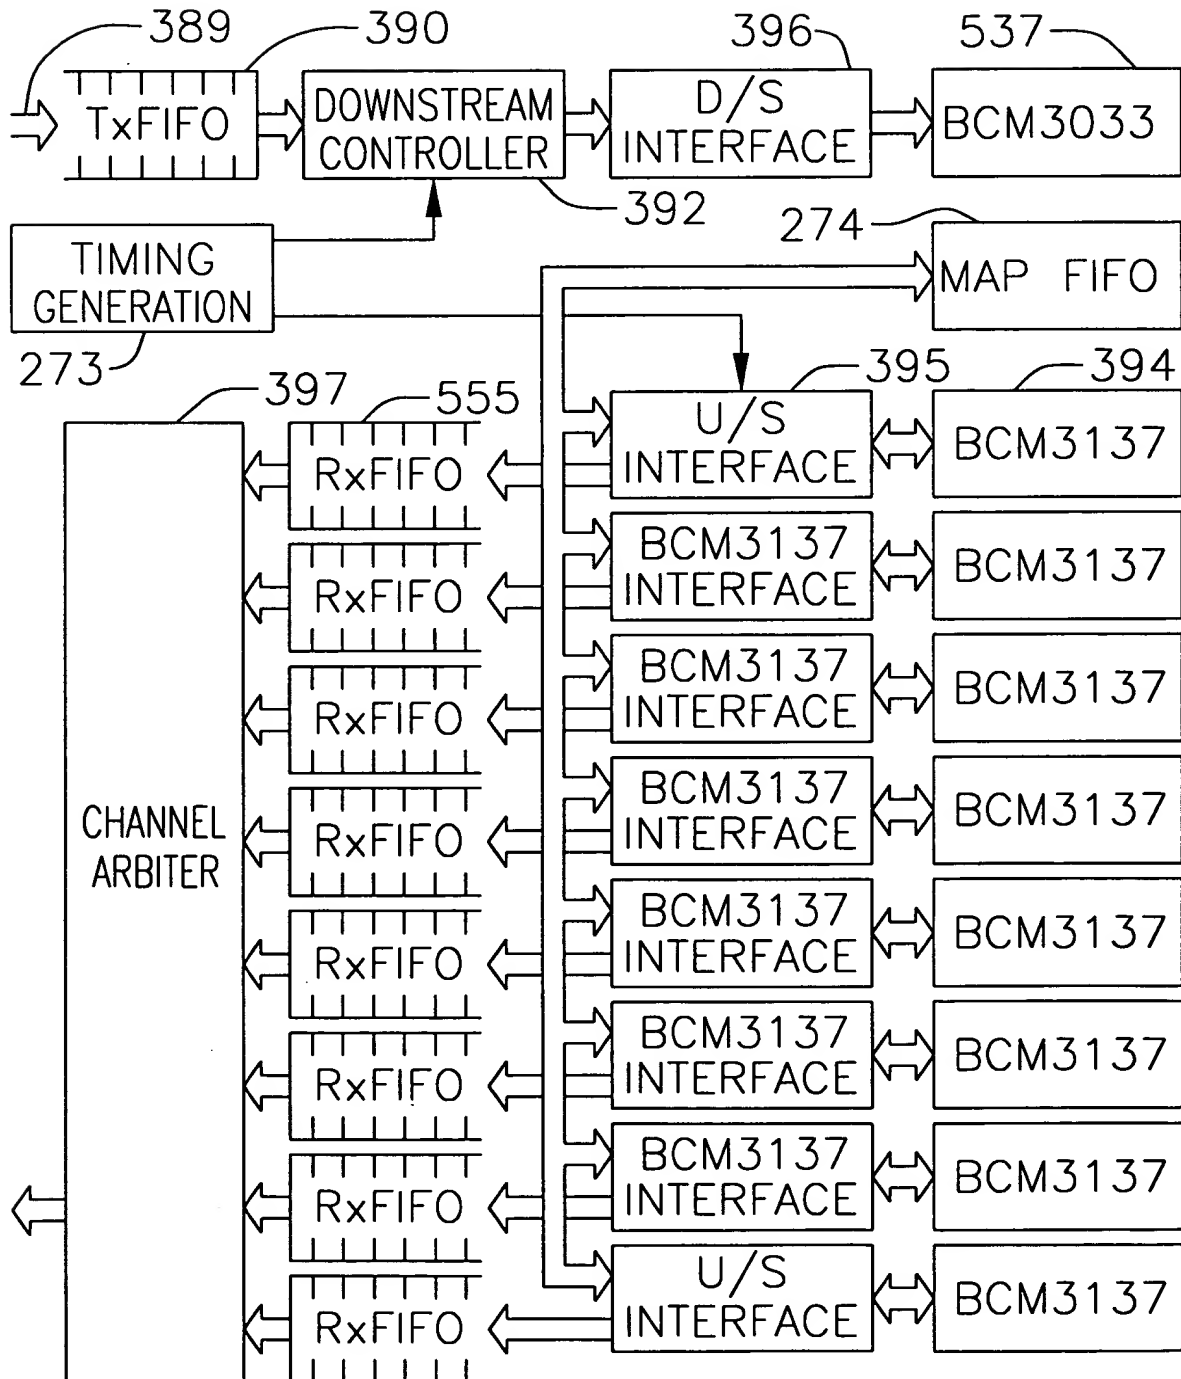 389
390
396
537
TxFIFO
DOWNSTREAM
CONTROLLER
D/S
INTERFACE
BCM3033
392
274
TIMING
GENERATION
MAP FIFO
273
397
555
395
394
RxFIFO
U/S
INTERFACE
BCM3137
RxFIFO
BCM3137
INTERFACE
BCM3137
RxFIFO
BCM3137
INTERFACE
BCM3137
CHANNEL
ARBITER
RxFIFO
BCM3137
INTERFACE
BCM3137
RxFIFO
BCM3137
INTERFACE
BCM3137
RxFIFO
BCM3137
INTERFACE
BCM3137
RxFIFO
BCM3137
INTERFACE
BCM3137
RxFIFO
U/S
INTERFACE
BCM3137